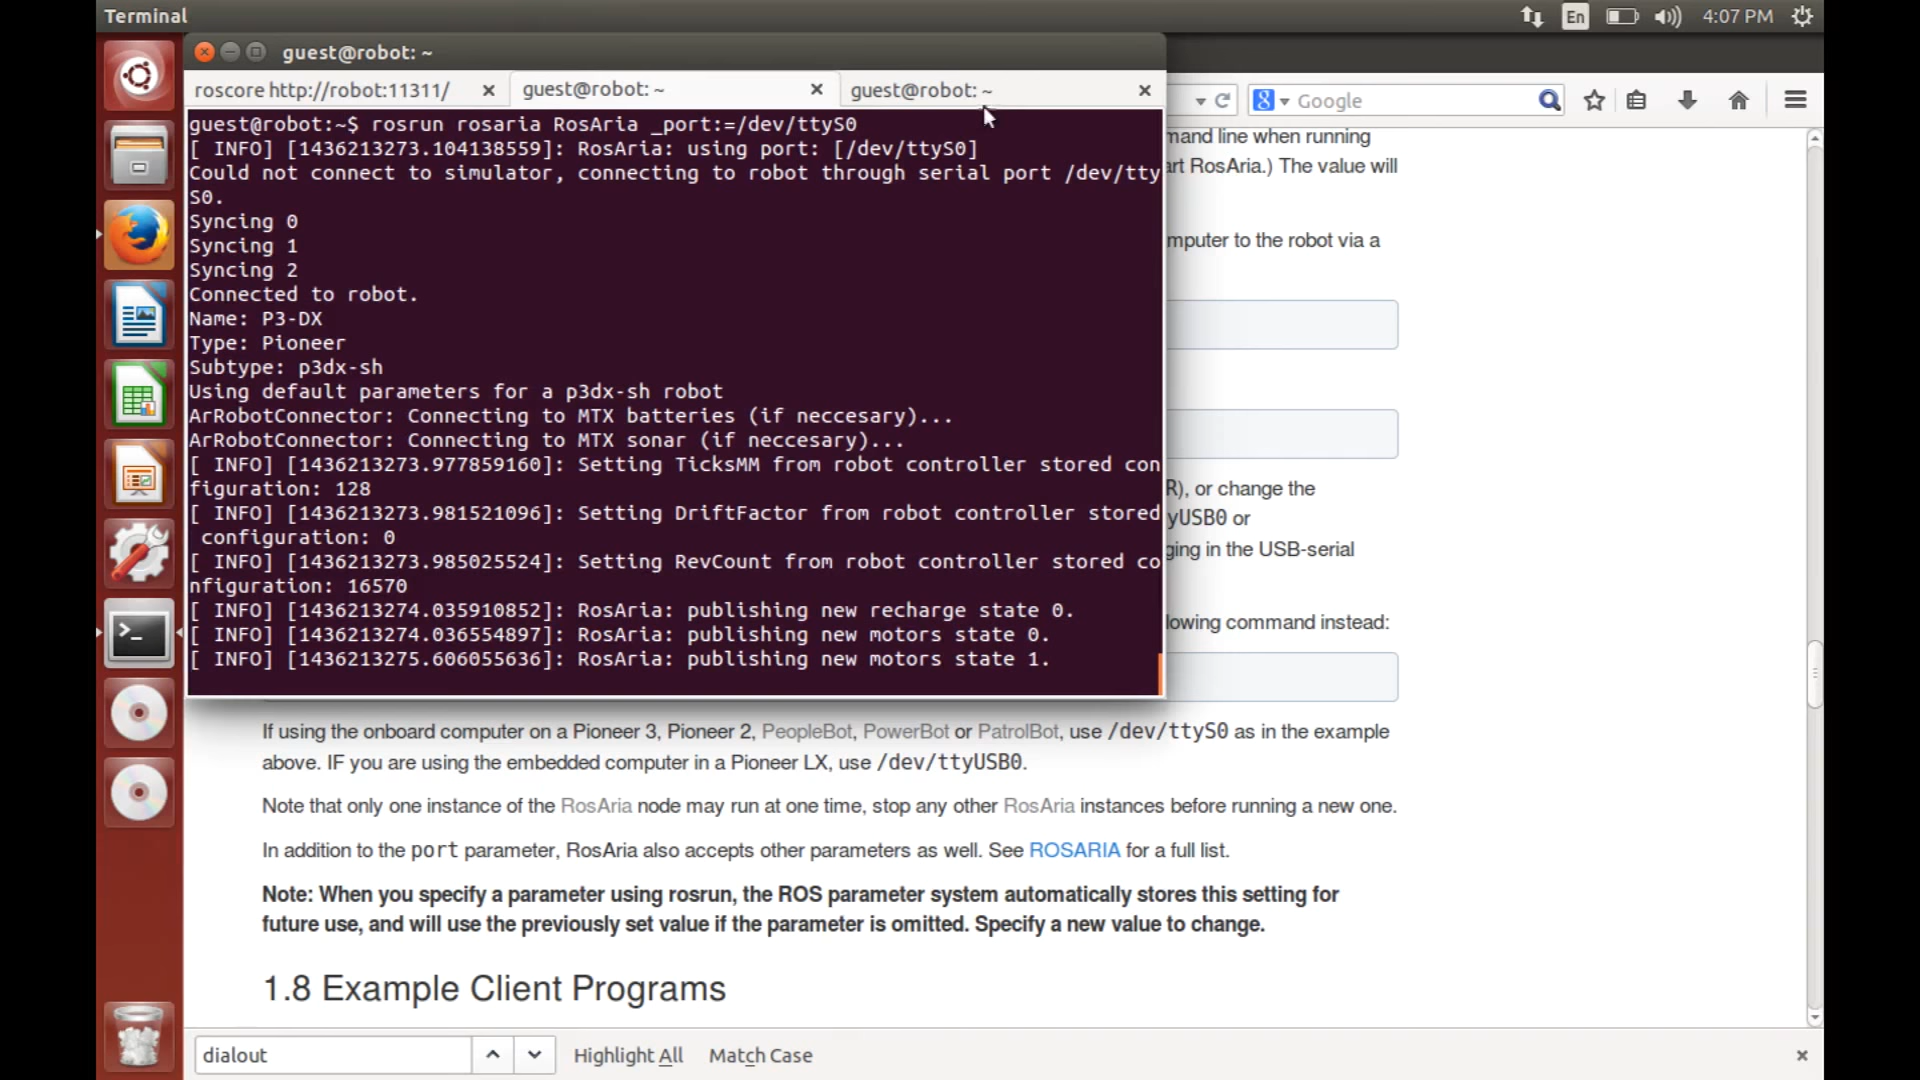 Terminal
En
4:07 PM
guest@robot: ~
roscore http://robot:11311/
guest@robot: ~
guest@robot: ~
Google
guest@robot:~$ rosrun rosaria RosAria _port:=/dev/ttyS0
[ INFO] [1436213273.104138559]: RosAria: using port: [/dev/ttyS0]
Could not connect to simulator, connecting to robot through serial port /dev/tty
S0.
Syncing 0
Syncing 1
Syncing 2
Connected to robot.
Name: P3-DX
Type: Pioneer
Subtype: p3dx-sh
Using default parameters for a p3dx-sh robot
ArRobotConnector: Connecting to MTX batteries (if neccesary)...
ArRobotConnector: Connecting to MTX sonar (if neccesary)...
[ INFO] [1436213273.977859160]: Setting TicksMM from robot controller stored con
figuration: 128
[ INFO] [1436213273.981521096]: Setting DriftFactor from robot controller stored
configuration: 0
[ INFO] [1436213273.985025524]: Setting RevCount from robot controller stored co
nfiguration: 16570
[ INFO] [1436213274.035910852]: RosAria: publishing new recharge state 0.
[ INFO] [1436213274.036554897]: RosAria: publishing new motors state 0.
[ INFO] [1436213275.606055636]: RosAria: publishing new motors state 1.
mand line when running
art RosAria.) The value will
mputer to the robot via a
R), or change the
yUSB0 or
ging in the USB-serial
lowing command instead:
If using the onboard computer on a Pioneer 3, Pioneer 2, PeopleBot, PowerBot or PatrolBot, use /dev/ttyS0 as in the example
above. IF you are using the embedded computer in a Pioneer LX, use /dev/ttyUSB0.
Note that only one instance of the RosAria node may run at one time, stop any other RosAria instances before running a new one.
In addition to the port parameter, RosAria also accepts other parameters as well. See ROSARIA for a full list.
Note: When you specify a parameter using rosrun, the ROS parameter system automatically stores this setting for
future use, and will use the previously set value if the parameter is omitted. Specify a new value to change.
1.8 Example Client Programs
dialout
Highlight All
Match Case